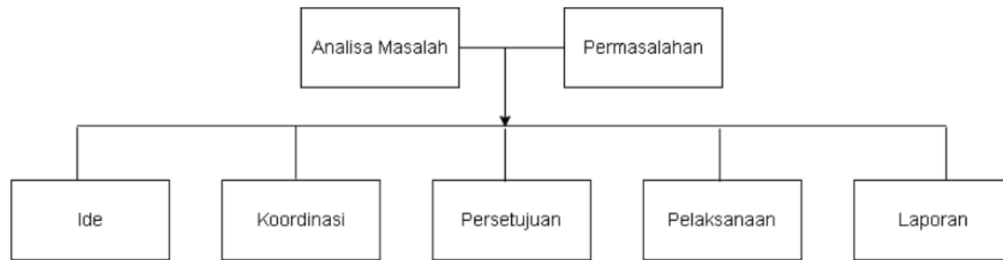 Analisa Masalah
Permasalahan
Ide
Koordinasi
Persetujuan
Pelaksanaan
Laporan